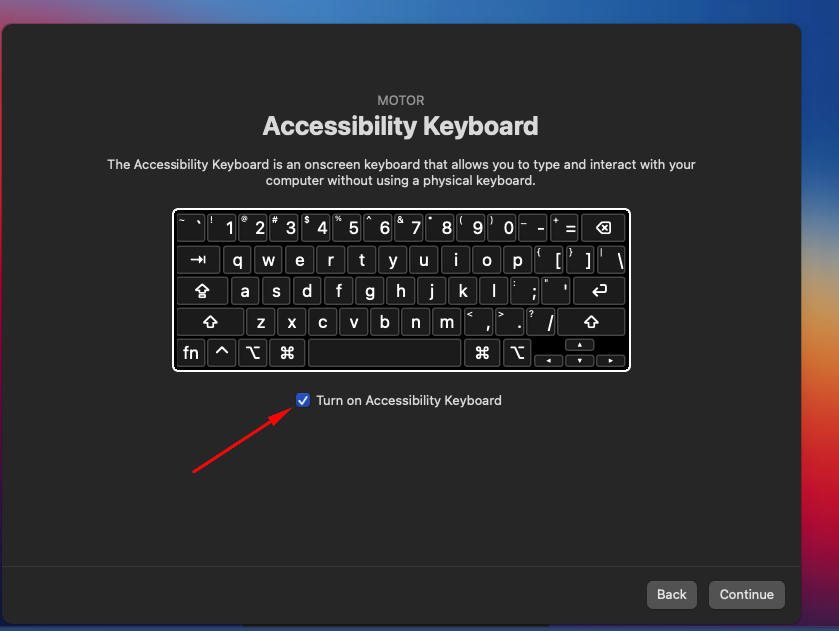 MOTOR
Accessibility Keyboard
The Accessibility Keyboard is an onscreen keyboard that allows you to type and interact with your
computer without using a physical keyboard.
~ ` ! 1 @ 2 # 3 $ 4 % 5 ^ 6 & 7 * 8 ( 9 ) 0 _ - + = ⌫
⇥ q w e r t y u i o p { [ } ] | \
⇪ a s d f g h j k l : ; " ' ↩
⇧ z x c v b n m < , > . ? / ⇧
fn ^ ⌥ ⌘ ⌘ ⌥ ◂ ▴ ▾ ▸
Turn on Accessibility Keyboard
Back Continue